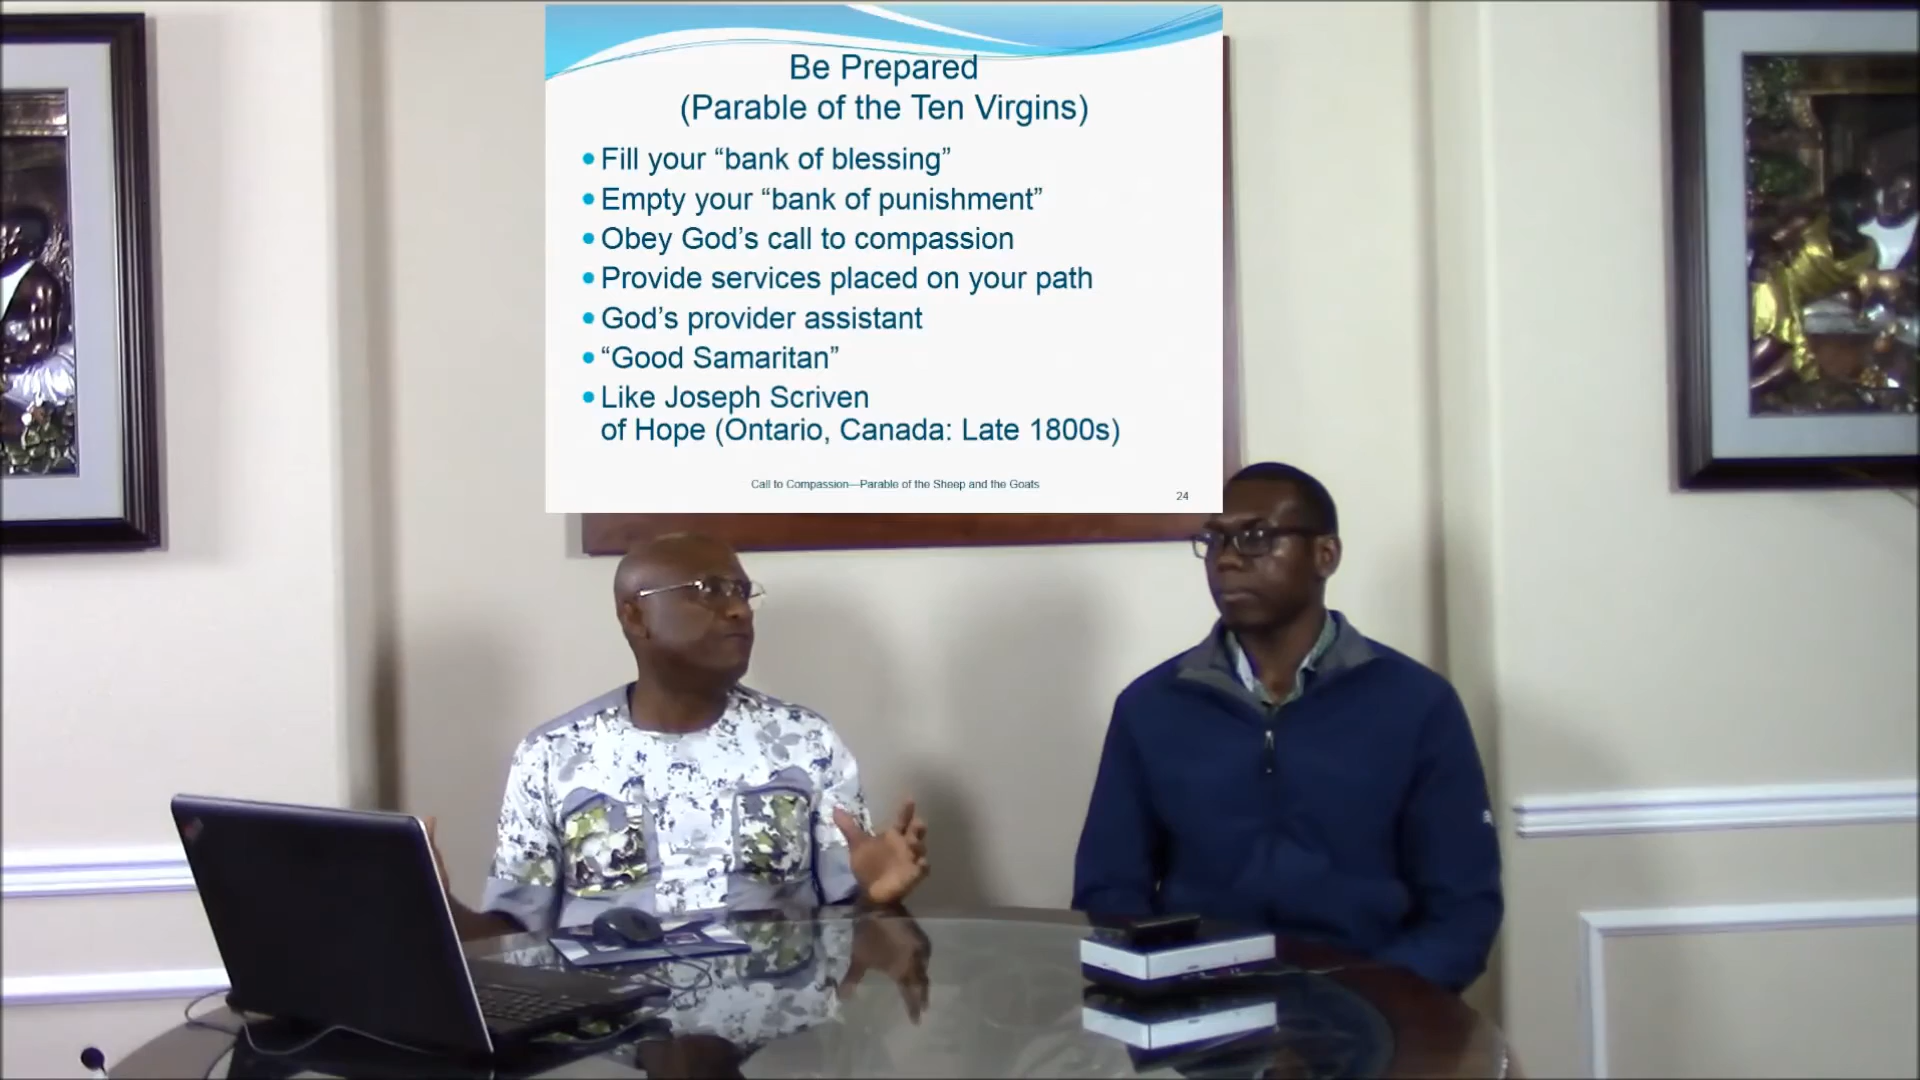 Be Prepared
(Parable of the Ten Virgins)
• Fill your “bank of blessing”
• Empty your “bank of punishment”
• Obey God’s call to compassion
• Provide services placed on your path
• God’s provider assistant
• “Good Samaritan”
• Like Joseph Scriven
of Hope (Ontario, Canada: Late 1800s)
Call to Compassion—Parable of the Sheep and the Goats
24